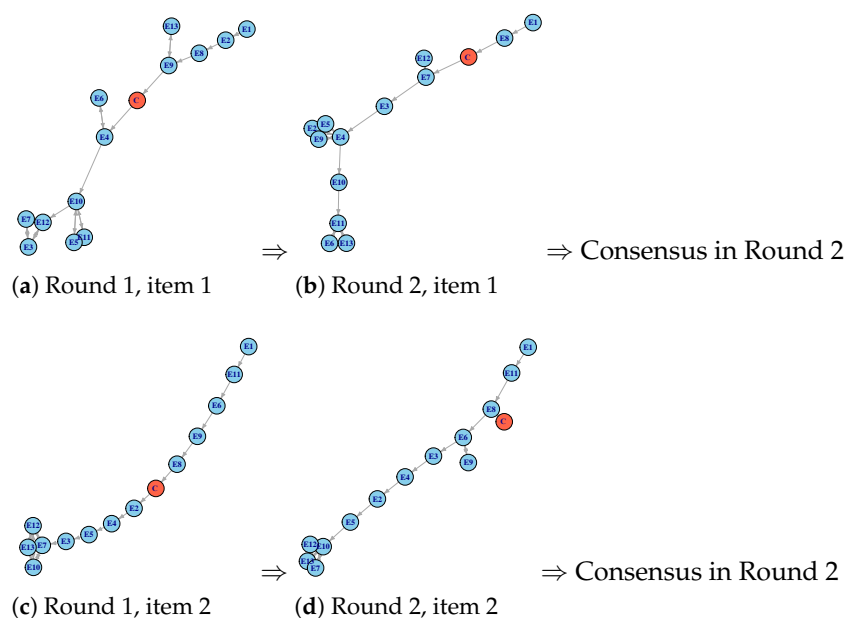 E13 E1
E2
E8
E9
E6 C
E4
E10
E7 E12
E3 E5 E11
E1
E8
E12 C
E7
E3
E5
E2 E4
E9
E10
E11
E6 E13
⇒ ⇒ Consensus in Round 2
(a) Round 1, item 1 (b) Round 2, item 1
E1
E11
E6
E9
E8
C
E2
E4
E12 E5
E13 E7 E3
E10
E1
E11
E8
C
E6
E3 E9
E4
E2
E5
E12 E10
E13 E7
⇒ ⇒ Consensus in Round 2
(c) Round 1, item 2 (d) Round 2, item 2